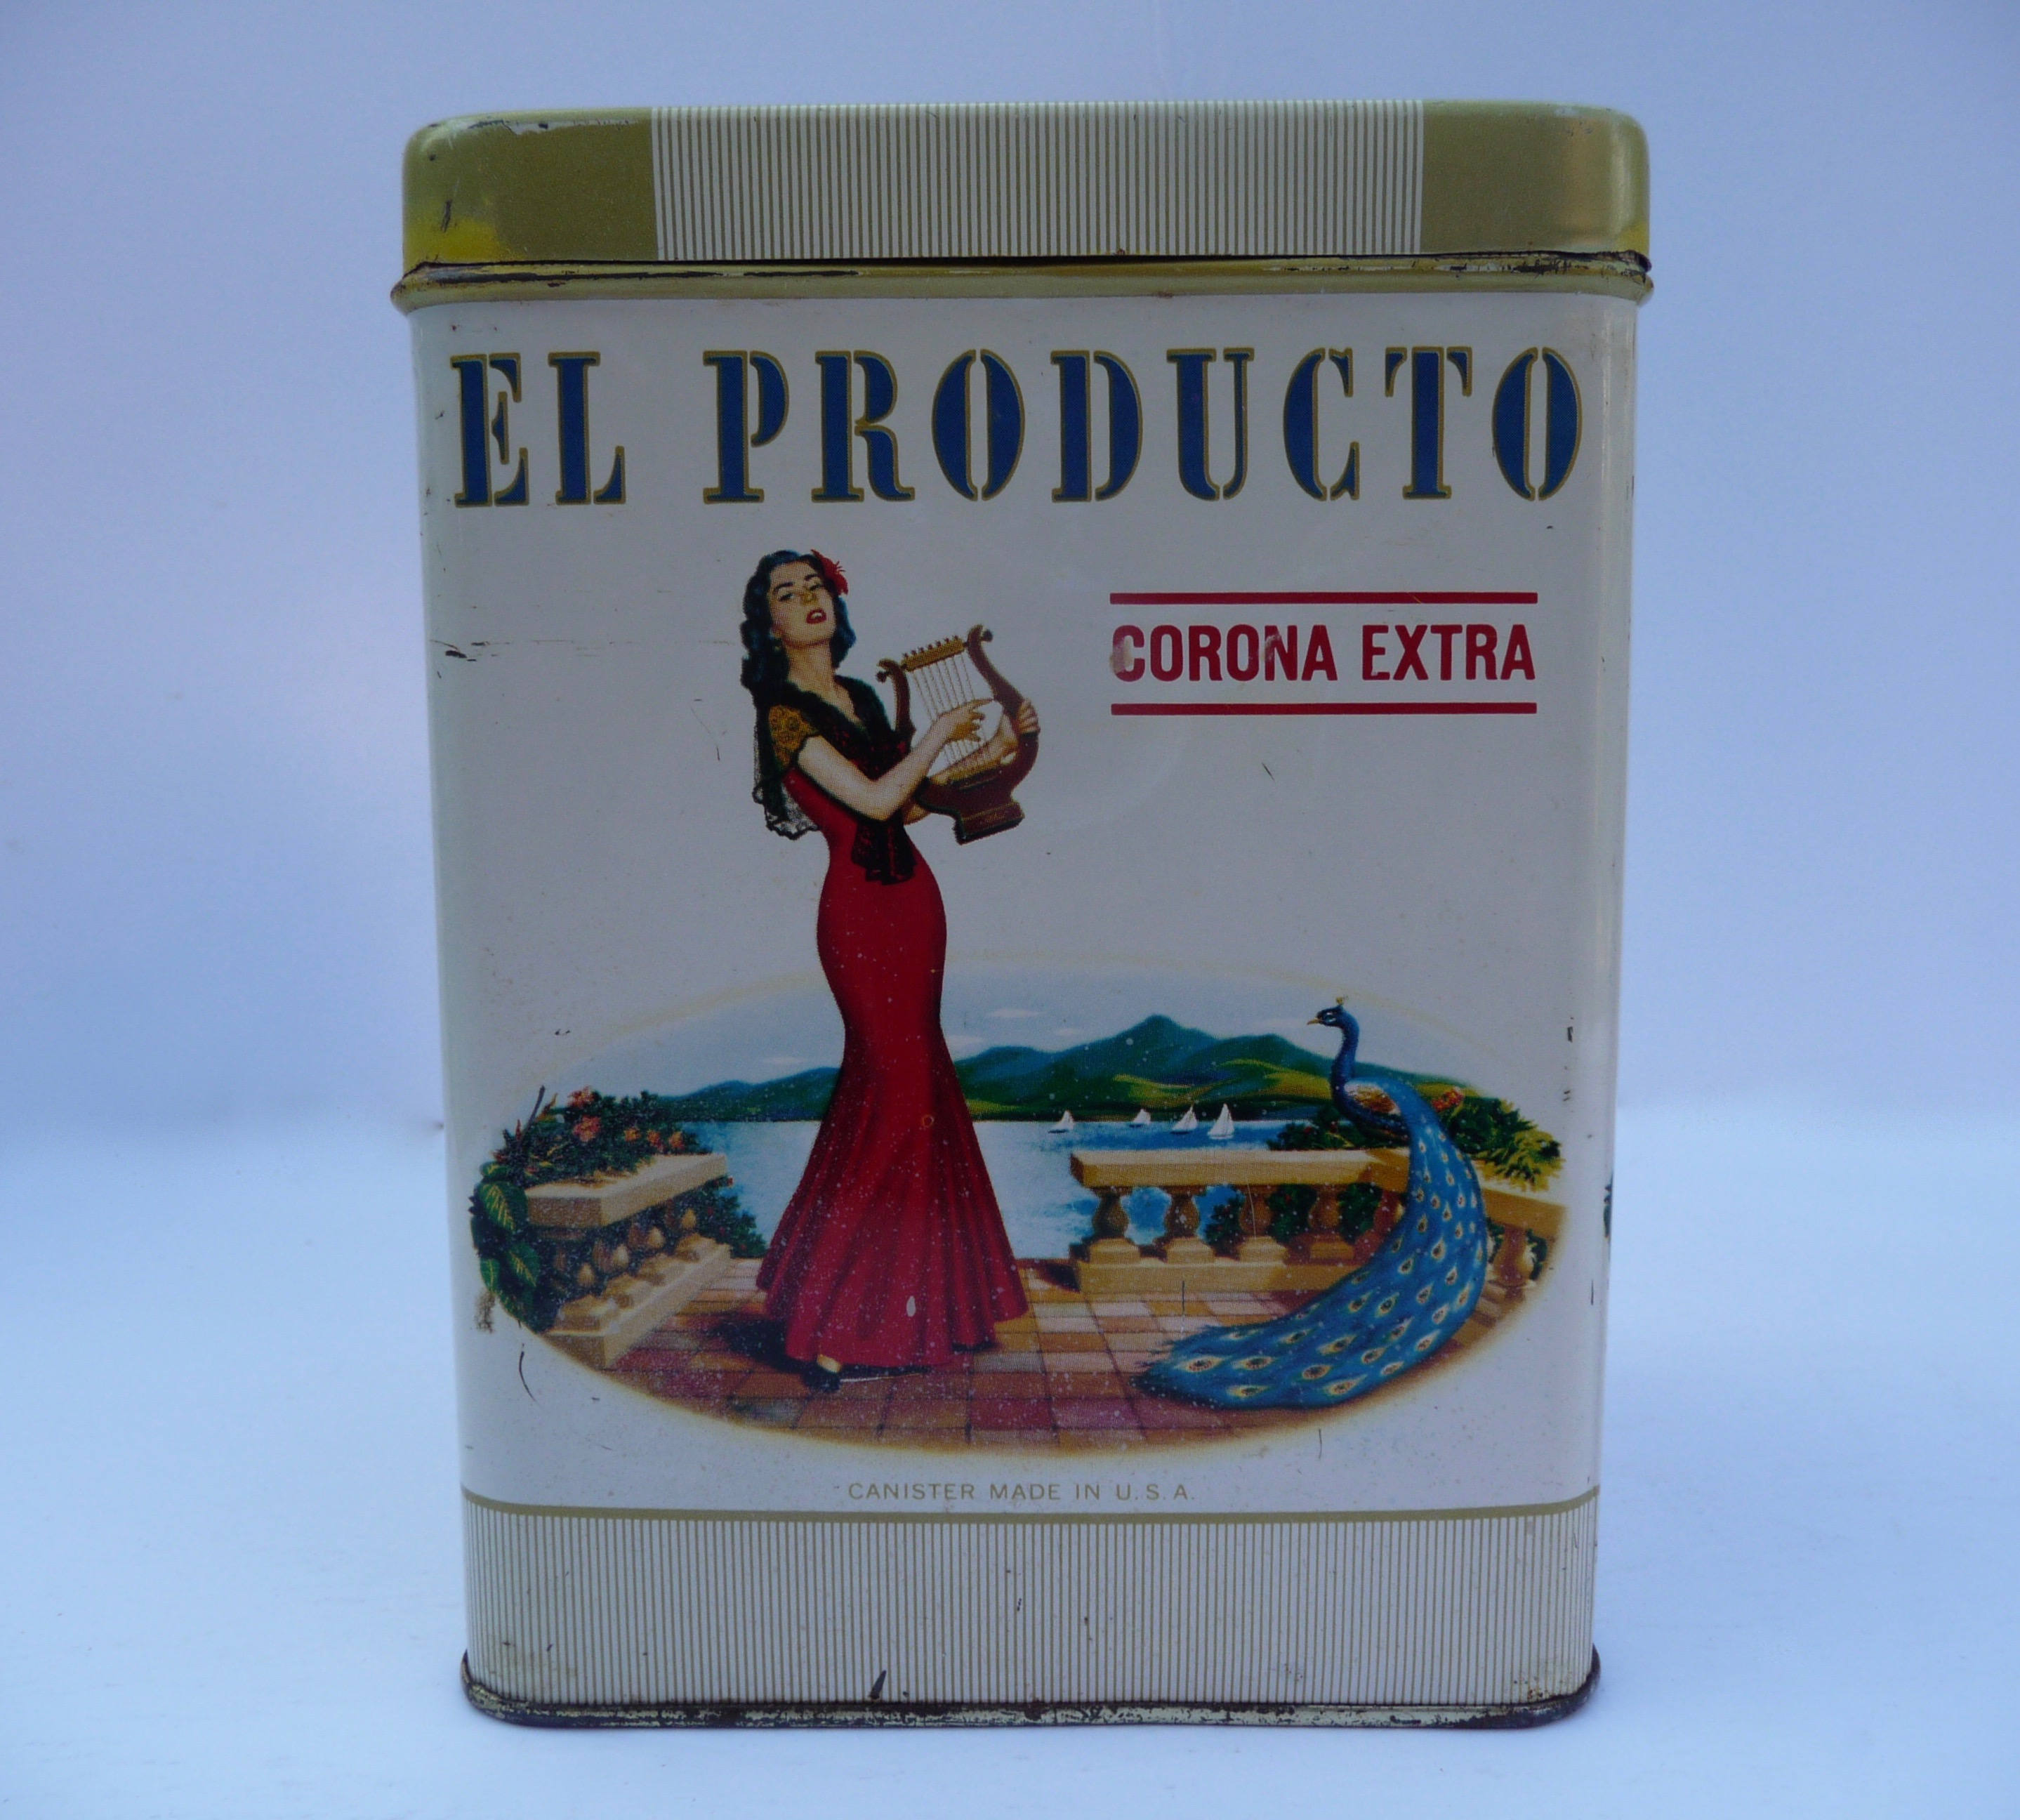 EL PRODUCTO
CORONA EXTRA
CANISTER MADE IN U.S.A.